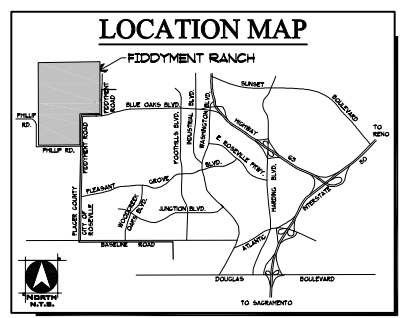 LOCATION MAP
FIDDYMENT RANCH
FIDDYMENT
ROAD
BLUE OAKS BLVD.
SUNSET
BOULEVARD
PHILLIP
RD.
PHILLIP RD.
FIDDYMENT ROAD
FOOTHILLS BLVD.
INDUSTRIAL BLVD.
WASHINGTON BLVD.
HIGHWAY
65
TO
RENO
80
INTERSTATE
E. ROSEVILLE PKWY.
HARDING BLVD.
PLEASANT GROVE BLVD.
WOODCREEK
OAKS BLVD.
JUNCTION BLVD.
PLACER COUNTY
CITY OF
ROSEVILLE
BASELINE ROAD
ATLANTIC
DOUGLAS BOULEVARD
TO SACRAMENTO
NORTH
N.T.S.